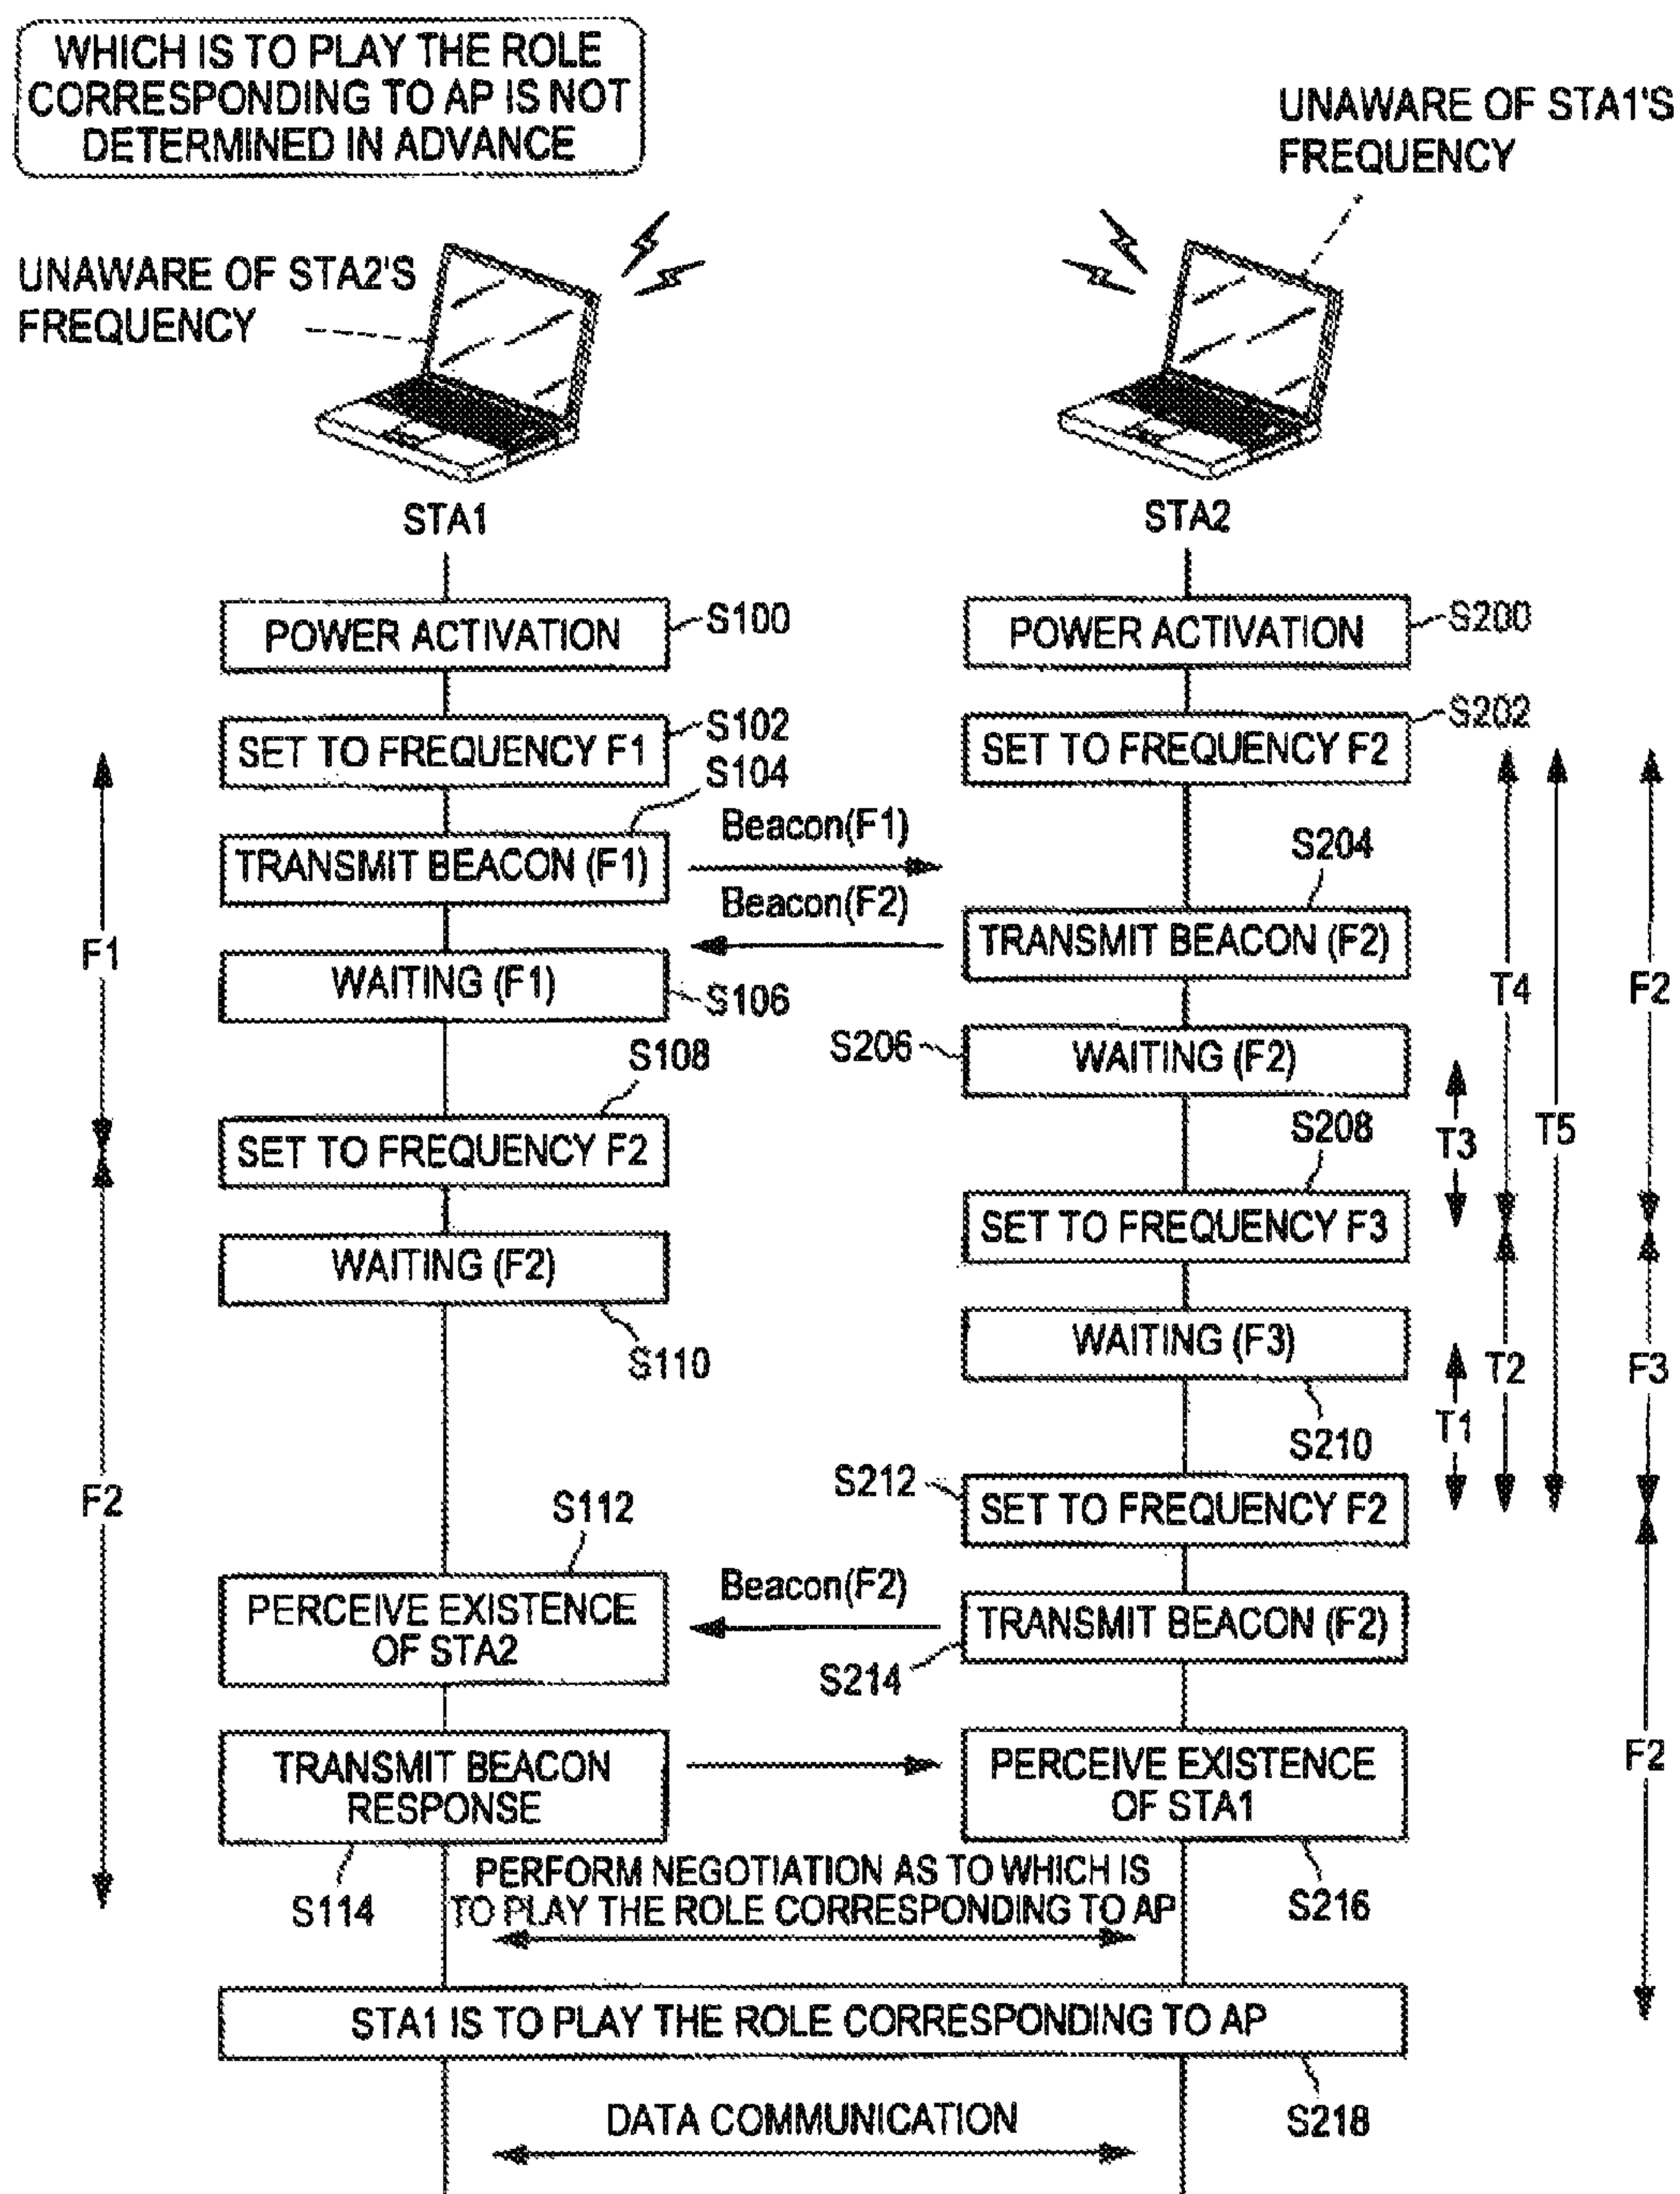 WHICH IS TO PLAY THE ROLE
CORRESPONDING TO AP IS NOT
DETERMINED IN ADVANCE
UNAWARE OF STA1'S
FREQUENCY
UNAWARE OF STA2'S
FREQUENCY
STA1
STA2
POWER ACTIVATION
S100
POWER ACTIVATION
S200
SET TO FREQUENCY F1
S102
SET TO FREQUENCY F2
S202
S104
TRANSMIT BEACON (F1)
Beacon(F1)
S204
Beacon(F2)
TRANSMIT BEACON (F2)
F1
WAITING (F1)
S106
T4
F2
S206
WAITING (F2)
S108
S208
T3
T5
SET TO FREQUENCY F2
SET TO FREQUENCY F3
WAITING (F2)
S110
WAITING (F3)
T2
F3
T1
S210
F2
S212
SET TO FREQUENCY F2
S112
PERCEIVE EXISTENCE
OF STA2
Beacon(F2)
TRANSMIT BEACON (F2)
S214
TRANSMIT BEACON
RESPONSE
PERCEIVE EXISTENCE
OF STA1
F2
S114
PERFORM NEGOTIATION AS TO WHICH IS
TO PLAY THE ROLE CORRESPONDING TO AP
S216
STA1 IS TO PLAY THE ROLE CORRESPONDING TO AP
DATA COMMUNICATION
S218